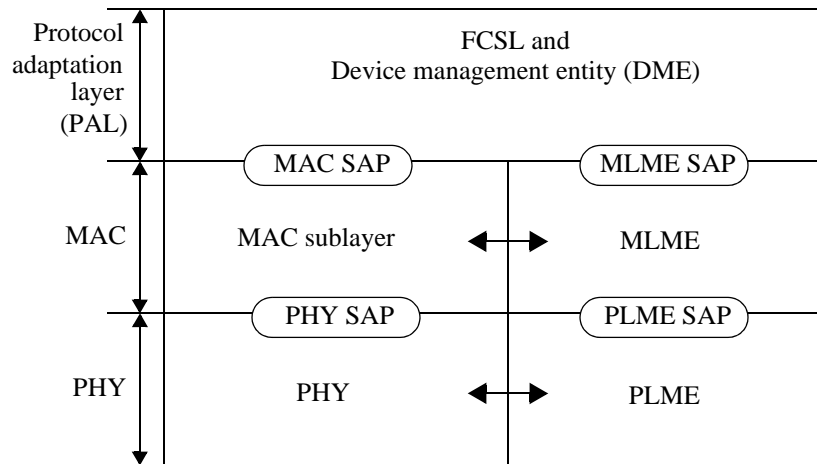 Protocol
adaptation
layer
(PAL)
FCSL and
Device management entity (DME)
MAC SAP
MLME SAP
MAC
MAC sublayer
MLME
PHY SAP
PLME SAP
PHY
PHY
PLME